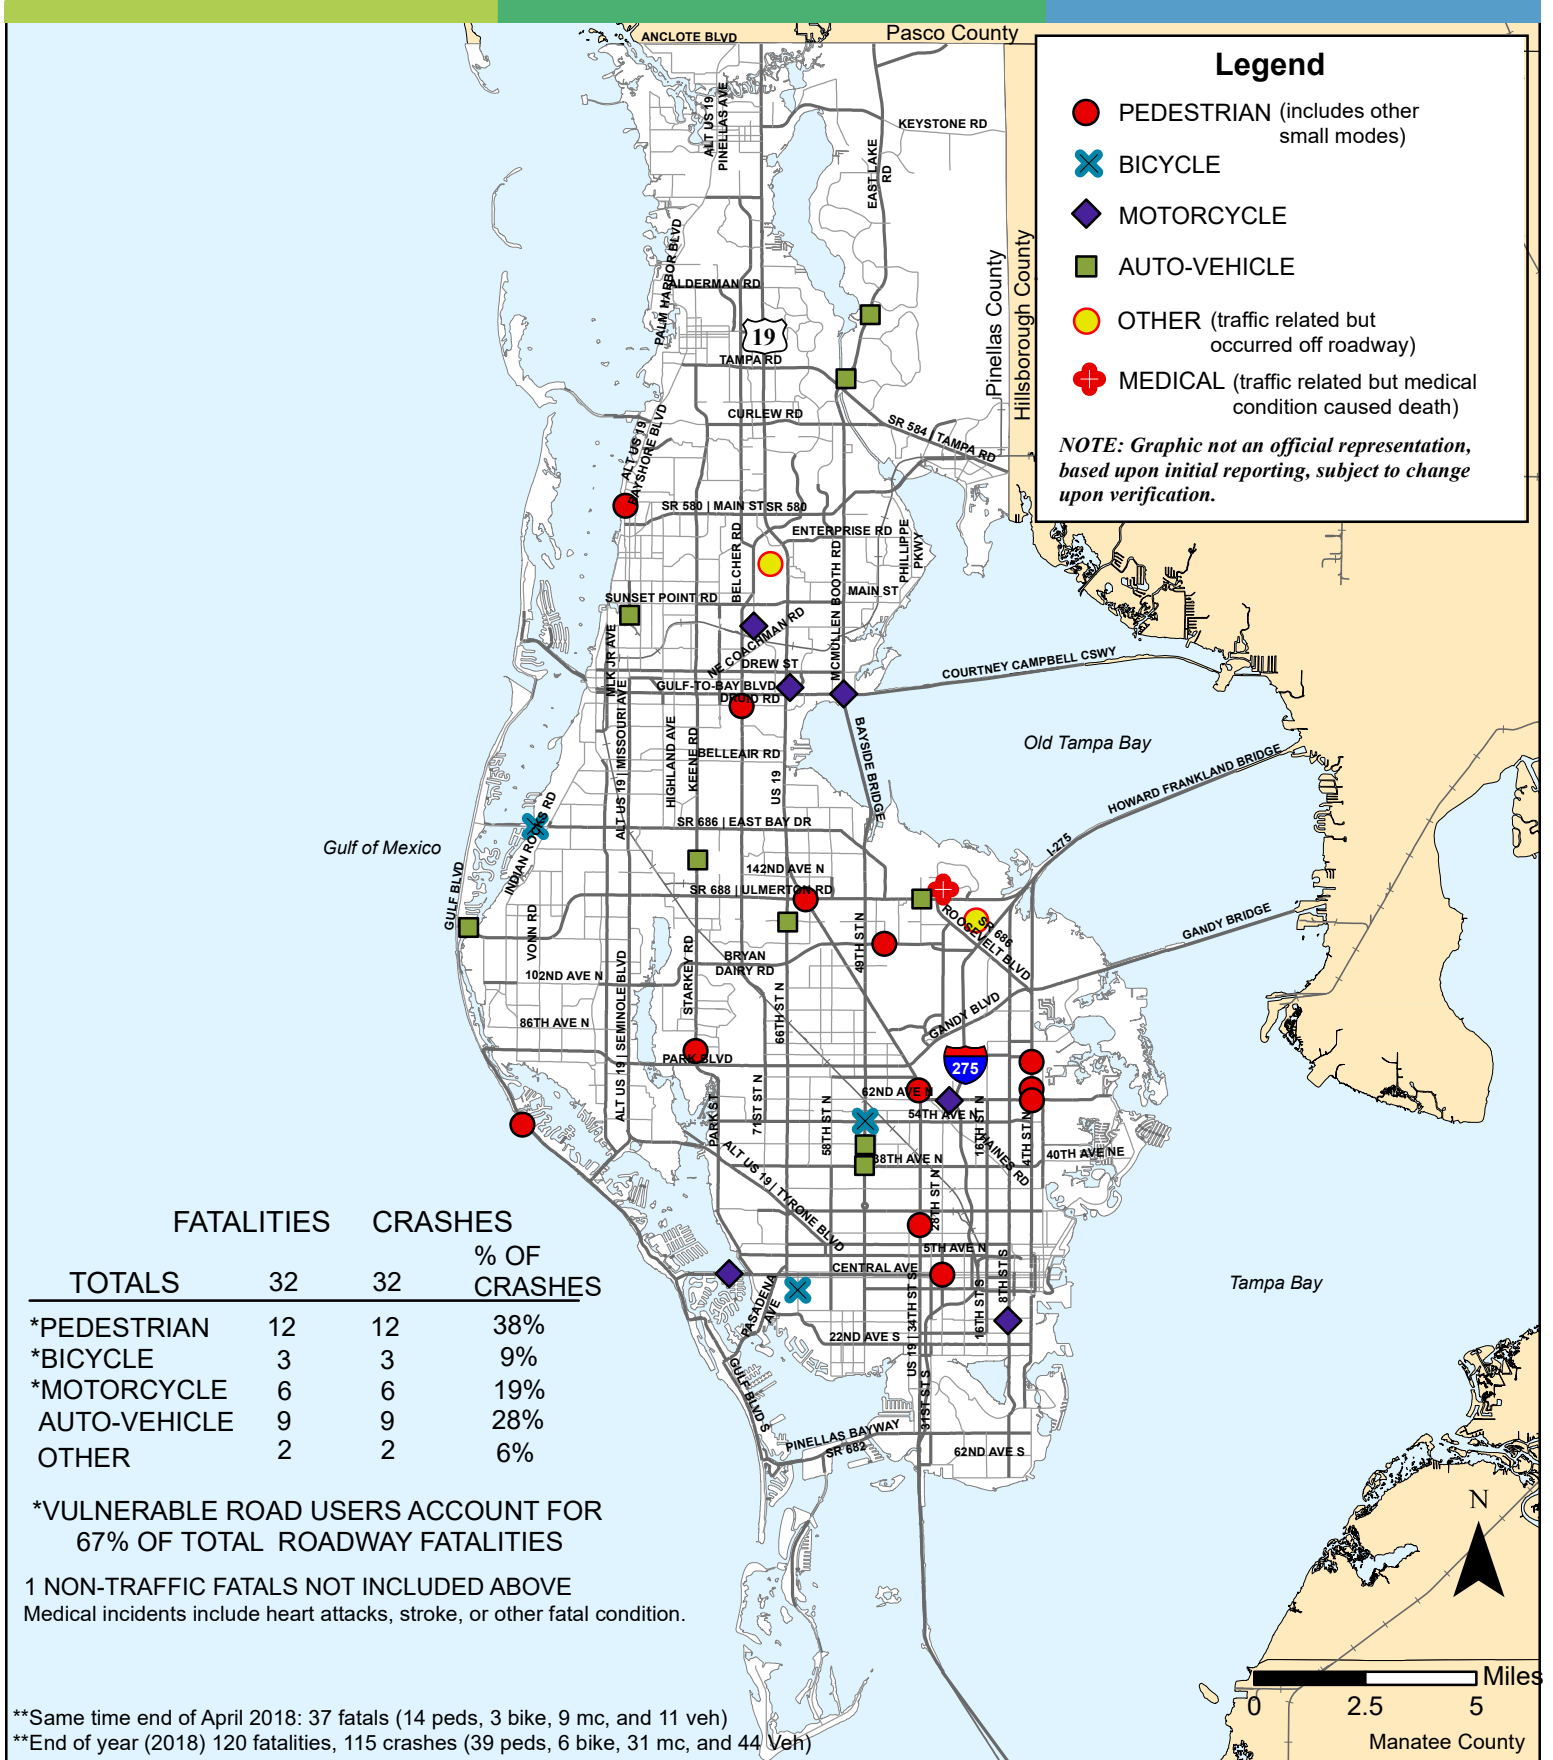 Pasco County
ANCLOTE BLVD
Legend
PEDESTRIAN (includes other
small modes)
BICYCLE
MOTORCYCLE
AUTO-VEHICLE
OTHER (traffic related but
occurred off roadway)
MEDICAL (traffic related but medical
condition caused death)
NOTE: Graphic not an official representation,
based upon initial reporting, subject to change
upon verification.
ALT US 19
PINELLAS AVE
KEYSTONE RD
EAST LAKE
RD
PALM HARBOR BLVD
ALDERMAN RD
Pinellas County
Hillsborough County
19
TAMPA RD
CURLEW RD
SR 584 / TAMPA RD
ALT US 19
BAYSHORE BLVD
SR 580 | MAIN ST
SR 580
ENTERPRISE RD
BELCHER RD
MCMULLEN BOOTH RD
PHILLIPPE
PKWY
MAIN ST
SUNSET POINT RD
NE COACHMAN RD
MLK JR AVE
DREW ST
GULF-TO-BAY BLVD
DRUID RD
COURTNEY CAMPBELL CSWY
ALT US 19 | MISSOURI AVE
HIGHLAND AVE
KEENE RD
BELLEAIR RD
US 19
BAYSIDE BRIDGE
Old Tampa Bay
HOWARD FRANKLAND BRIDGE
I-275
Gulf of Mexico
INDIAN ROCKS RD
SR 686 | EAST BAY DR
142ND AVE N
SR 688 | ULMERTON RD
GULF BLVD
VONN RD
STARKEY RD
49TH ST N
SR 686
ROOSEVELT BLVD
GANDY BRIDGE
BRYAN
DAIRY RD
102ND AVE N
ALT US 19 | SEMINOLE BLVD
66TH ST N
GANDY BLVD
86TH AVE N
PARK BLVD
275
62ND AVE N
54TH AVE N
PARK ST
71ST ST N
58TH ST N
16TH ST N
HAINES RD
4TH ST N
38TH AVE N
40TH AVE NE
ALT US 19 | TYRONE BLVD
28TH ST N
5TH AVE N
CENTRAL AVE
PASADENA
AVE
US 19 | 34TH ST S
16TH ST S
8TH ST S
22ND AVE S
Tampa Bay
GULF BLVD S
31ST ST S
PINELLAS BAYWAY
SR 682
62ND AVE S
FATALITIES CRASHES
TOTALS 32 32 % OF
CRASHES
*PEDESTRIAN 12 12 38%
*BICYCLE 3 3 9%
*MOTORCYCLE 6 6 19%
AUTO-VEHICLE 9 9 28%
OTHER 2 2 6%
*VULNERABLE ROAD USERS ACCOUNT FOR
67% OF TOTAL ROADWAY FATALITIES
1 NON-TRAFFIC FATALS NOT INCLUDED ABOVE
Medical incidents include heart attacks, stroke, or other fatal condition.
**Same time end of April 2018: 37 fatals (14 peds, 3 bike, 9 mc, and 11 veh)
**End of year (2018) 120 fatalities, 115 crashes (39 peds, 6 bike, 31 mc, and 44 Veh)
N
Miles
0 2.5 5
Manatee County